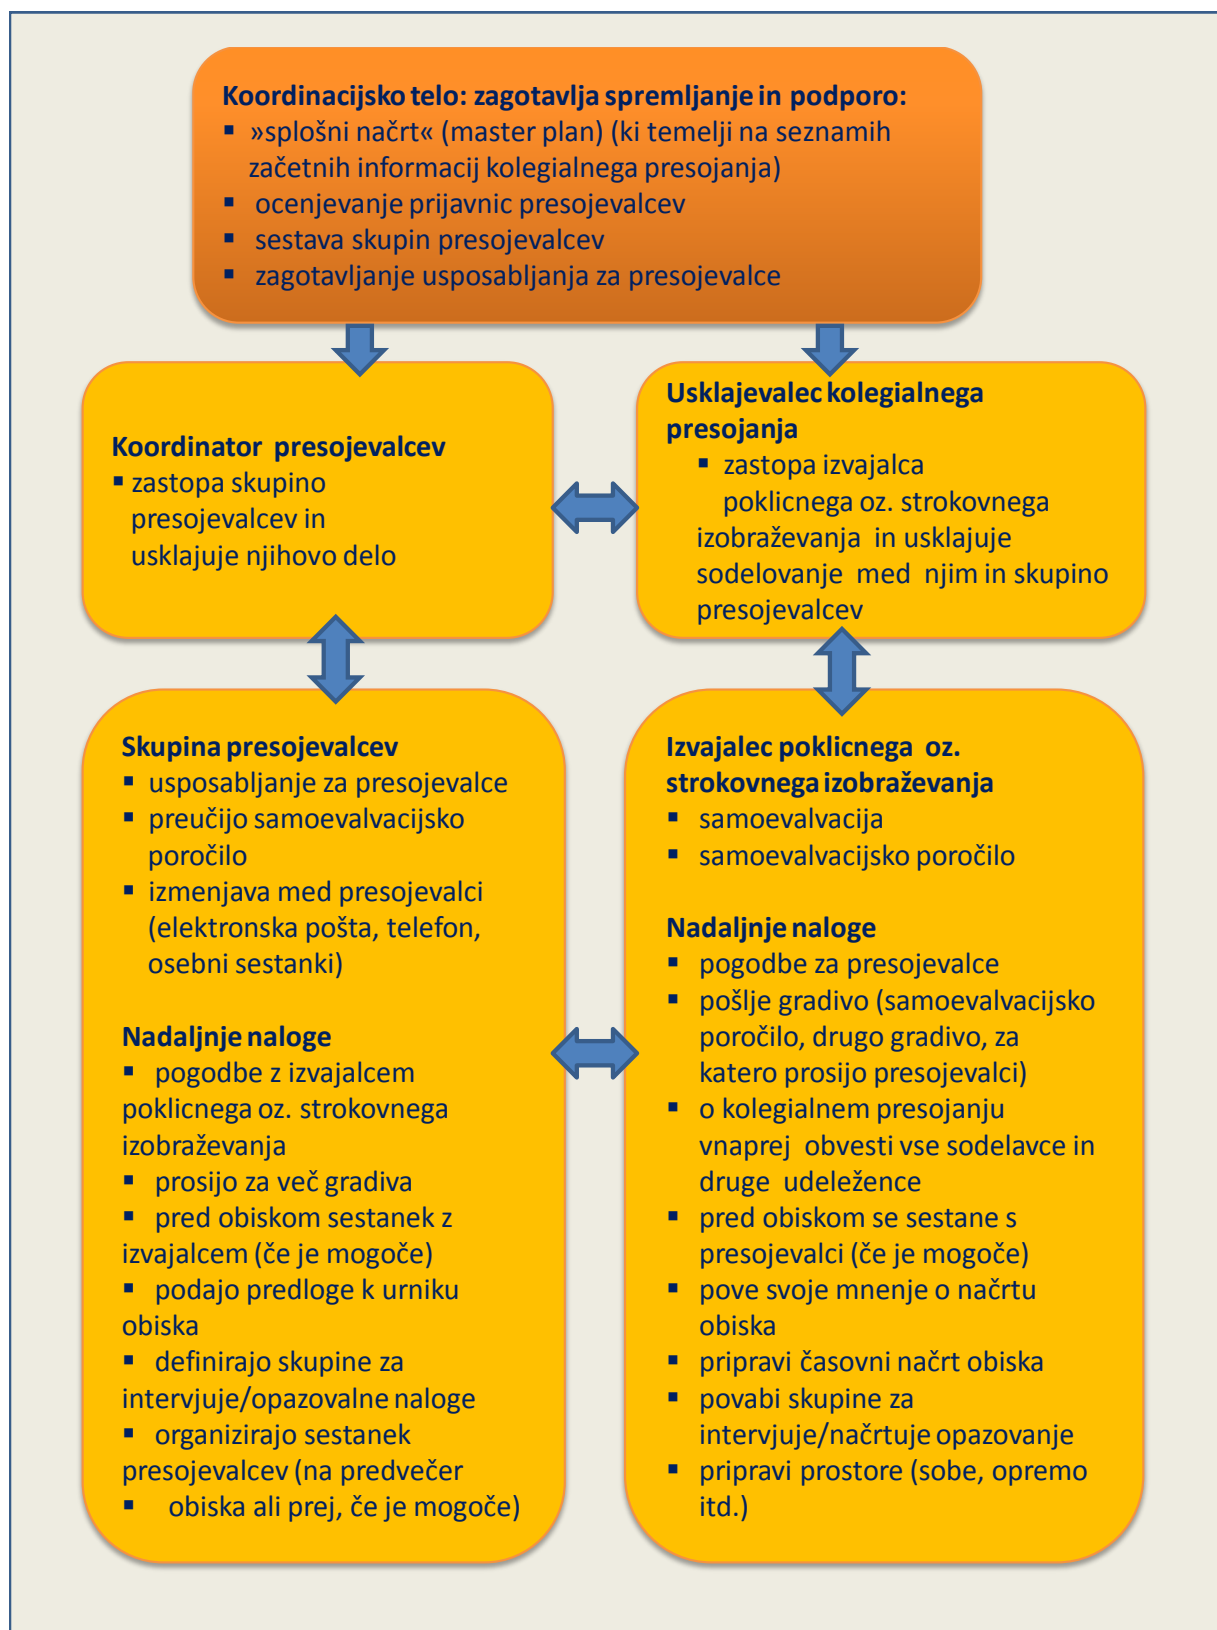 Koordinacijsko telo: zagotavlja spremljanje in podporo:
▪ »splošni načrt« (master plan) (ki temelji na seznamih
začetnih informacij kolegialnega presojanja)
▪ ocenjevanje prijavnic presojevalcev
▪ sestava skupin presojevalcev
▪ zagotavljanje usposabljanja za presojevalce
Koordinator presojevalcev
▪ zastopa skupino
presojevalcev in
usklajuje njihovo delo
Usklajevalec kolegialnega
presojanja
▪ zastopa izvajalca
poklicnega oz. strokovnega
izobraževanja in usklajuje
sodelovanje med njim in skupino
presojevalcev
Skupina presojevalcev
▪ usposabljanje za presojevalce
▪ preučijo samoevalvacijsko
poročilo
▪ izmenjava med presojevalci
(elektronska pošta, telefon,
osebni sestanki)
Nadaljnje naloge
▪ pogodbe z izvajalcem
poklicnega oz. strokovnega
izobraževanja
▪ prosijo za več gradiva
▪ pred obiskom sestanek z
izvajalcem (če je mogoče)
▪ podajo predloge k urniku
obiska
▪ definirajo skupine za
intervjuje/opazovalne naloge
▪ organizirajo sestanek
presojevalcev (na predvečer
▪ obiska ali prej, če je mogoče)
Izvajalec poklicnega oz.
strokovnega izobraževanja
▪ samoevalvacija
▪ samoevalvacijsko poročilo
Nadaljnje naloge
▪ pogodbe za presojevalce
▪ pošlje gradivo (samoevalvacijsko
poročilo, drugo gradivo, za
katero prosijo presojevalci)
▪ o kolegialnem presojanju
vnaprej obvesti vse sodelavce in
druge udeležence
▪ pred obiskom se sestane s
presojevalci (če je mogoče)
▪ pove svoje mnenje o načrtu
obiska
▪ pripravi časovni načrt obiska
▪ povabi skupine za
intervjuje/načrtuje opazovanje
▪ pripravi prostore (sobe, opremo
itd.)